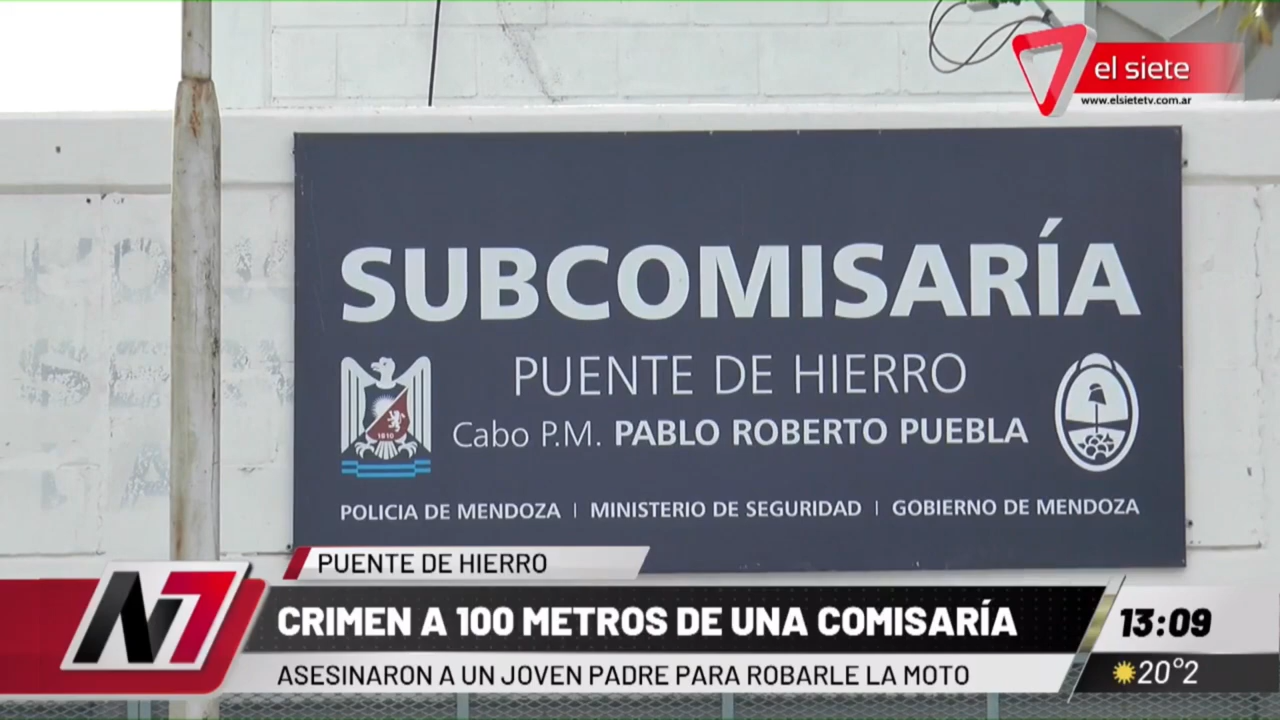 el siete
www.elsietetv.com.ar
SUBCOMISARÍA
PUENTE DE HIERRO
Cabo P.M. PABLO ROBERTO PUEBLA
1810
POLICIA DE MENDOZA | MINISTERIO DE SEGURIDAD | GOBIERNO DE MENDOZA
PUENTE DE HIERRO
N7
CRIMEN A 100 METROS DE UNA COMISARÍA
13:09
ASESINARON A UN JOVEN PADRE PARA ROBARLE LA MOTO
20°2